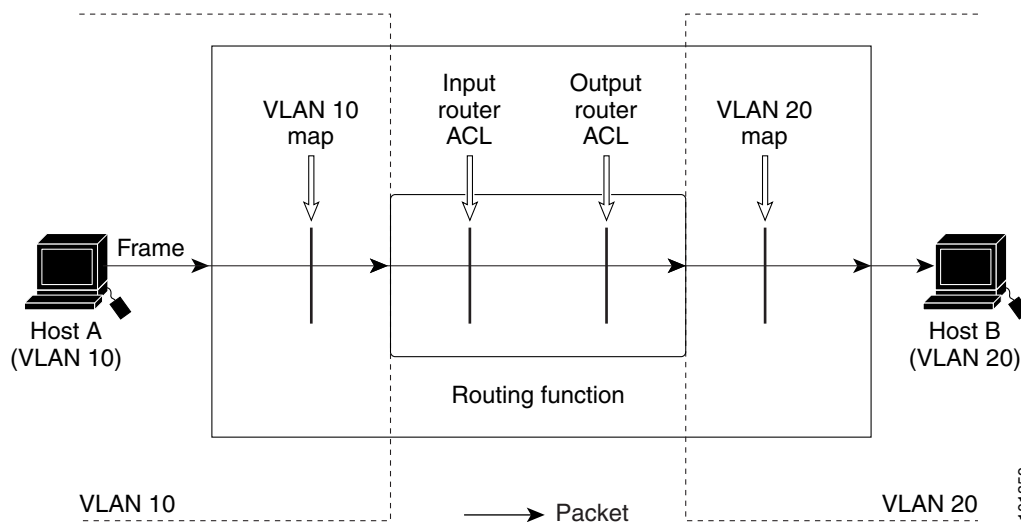 VLAN 10
map
Input
router
ACL
Output
router
ACL
VLAN 20
map
Frame
Host A
(VLAN 10)
Host B
(VLAN 20)
Routing function
VLAN 10
Packet
VLAN 20